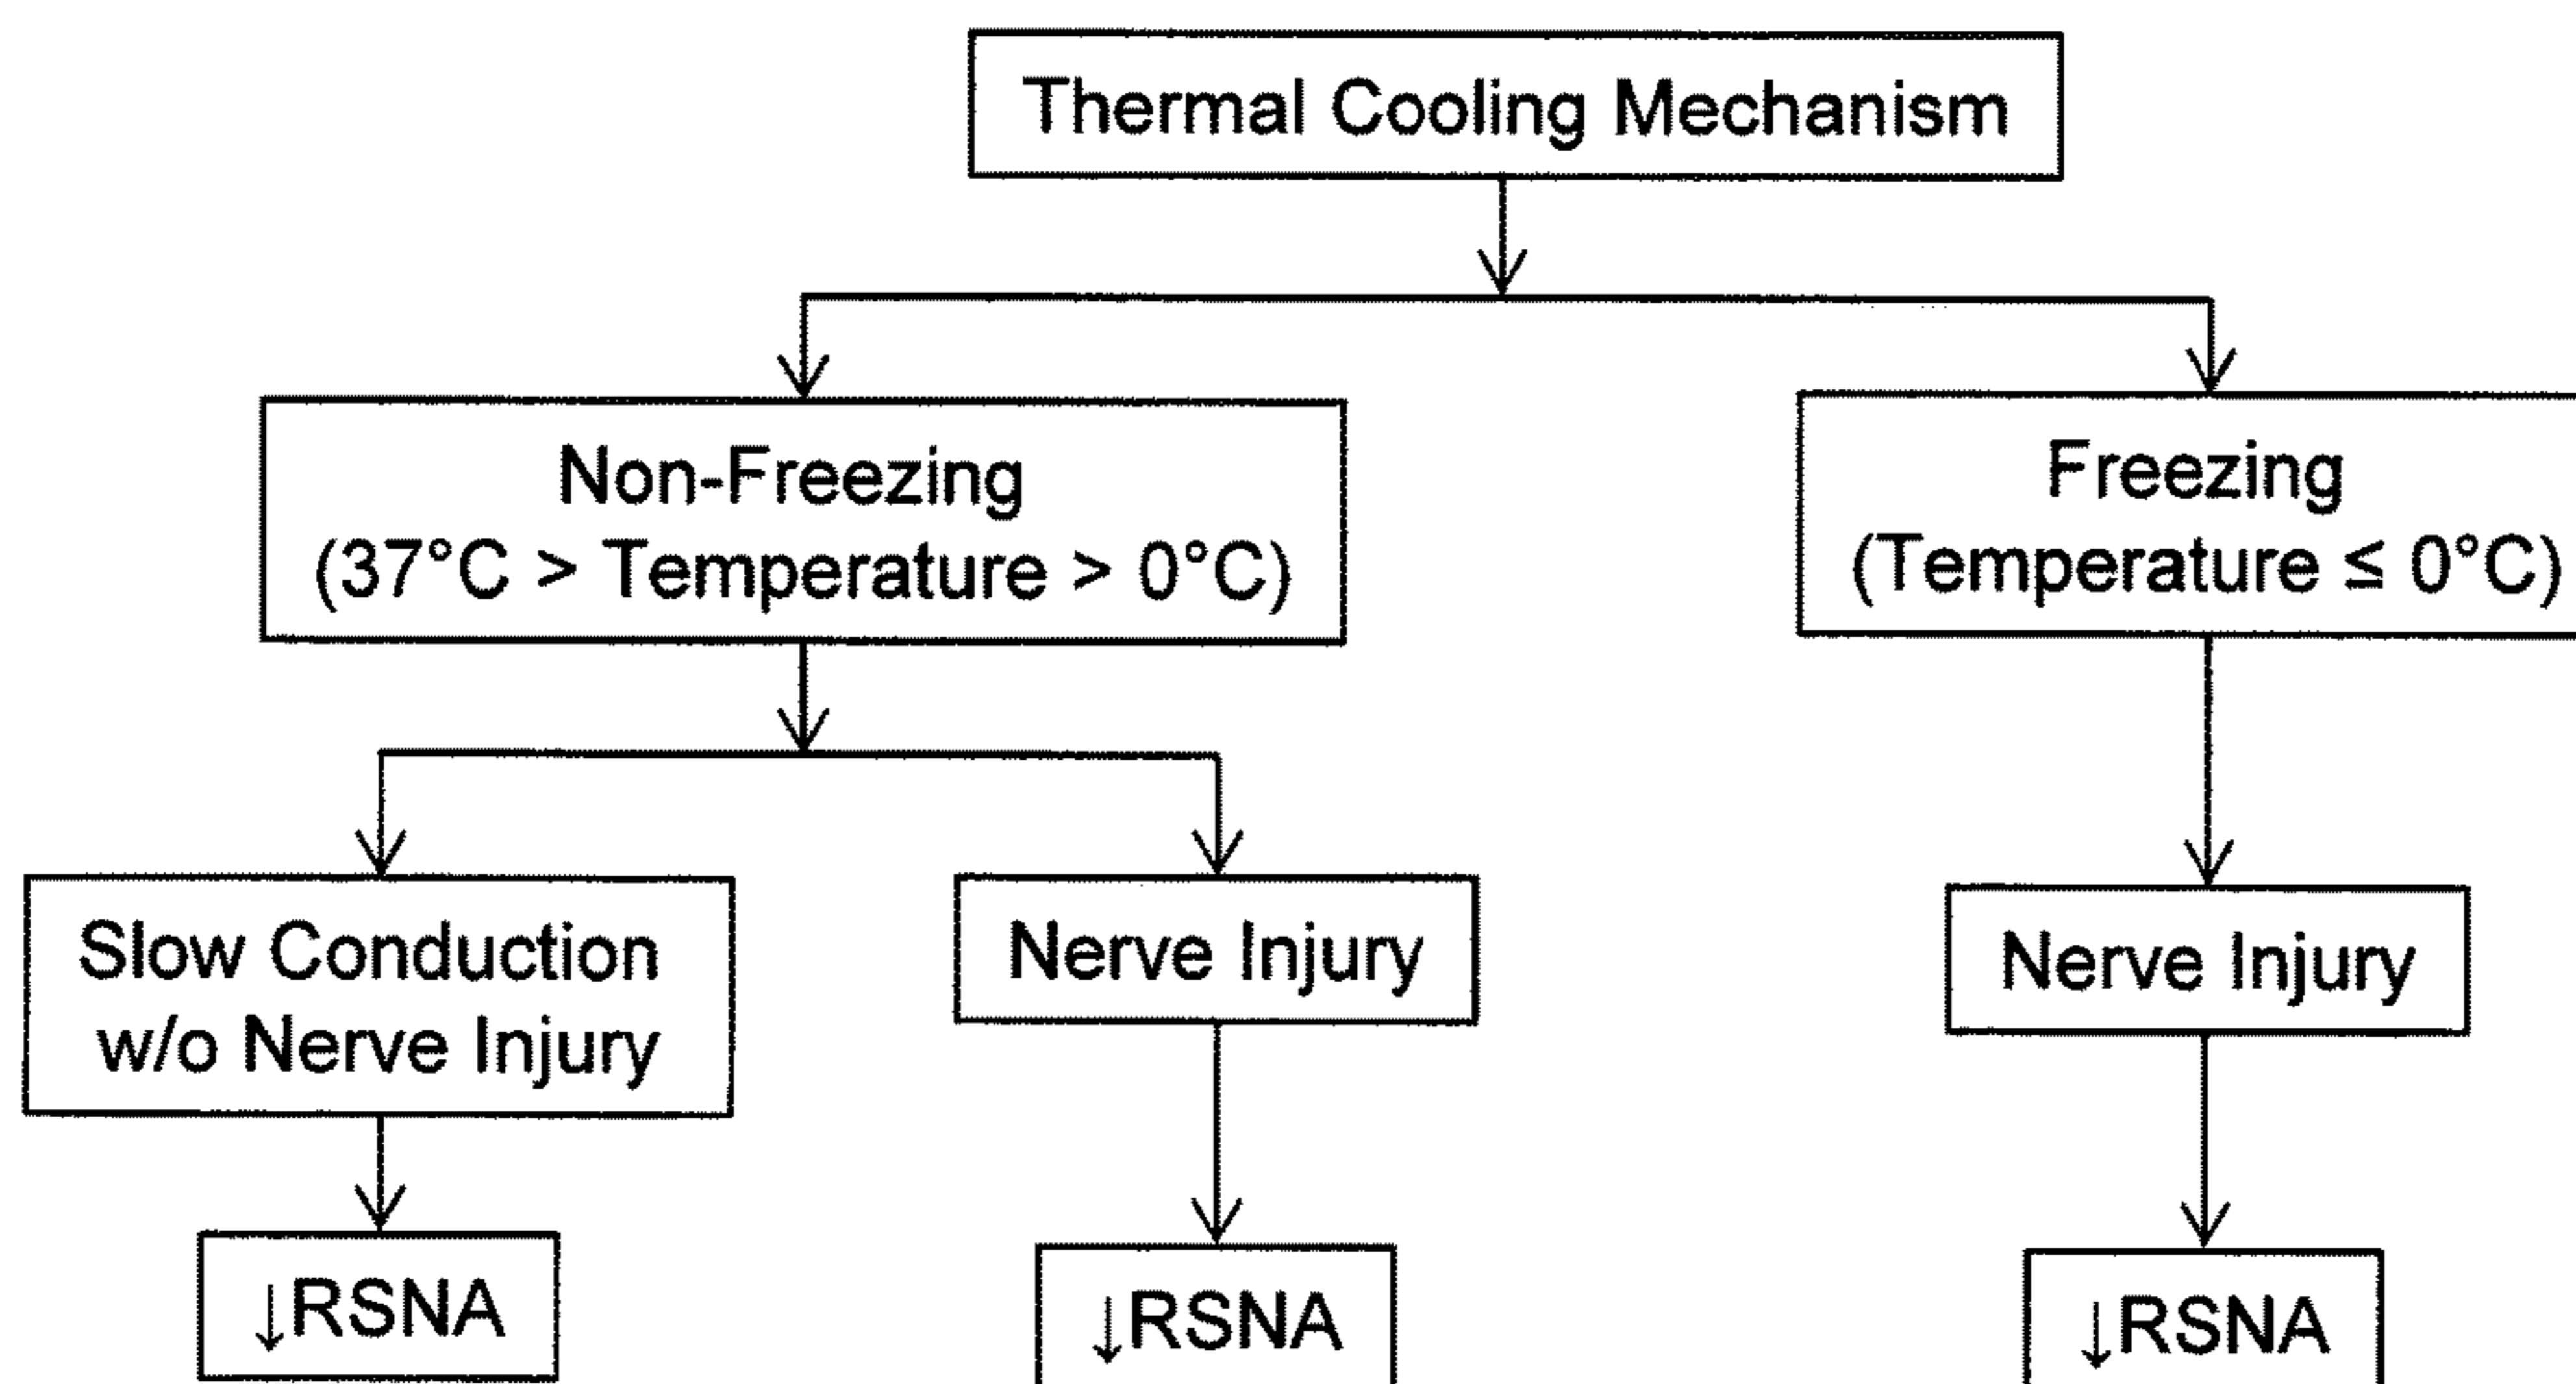 Thermal Cooling Mechanism
Non-Freezing
(37°C > Temperature > 0°C)
Freezing
(Temperature ≤ 0°C)
Slow Conduction
w/o Nerve Injury
Nerve Injury
Nerve Injury
↓RSNA
↓RSNA
↓RSNA